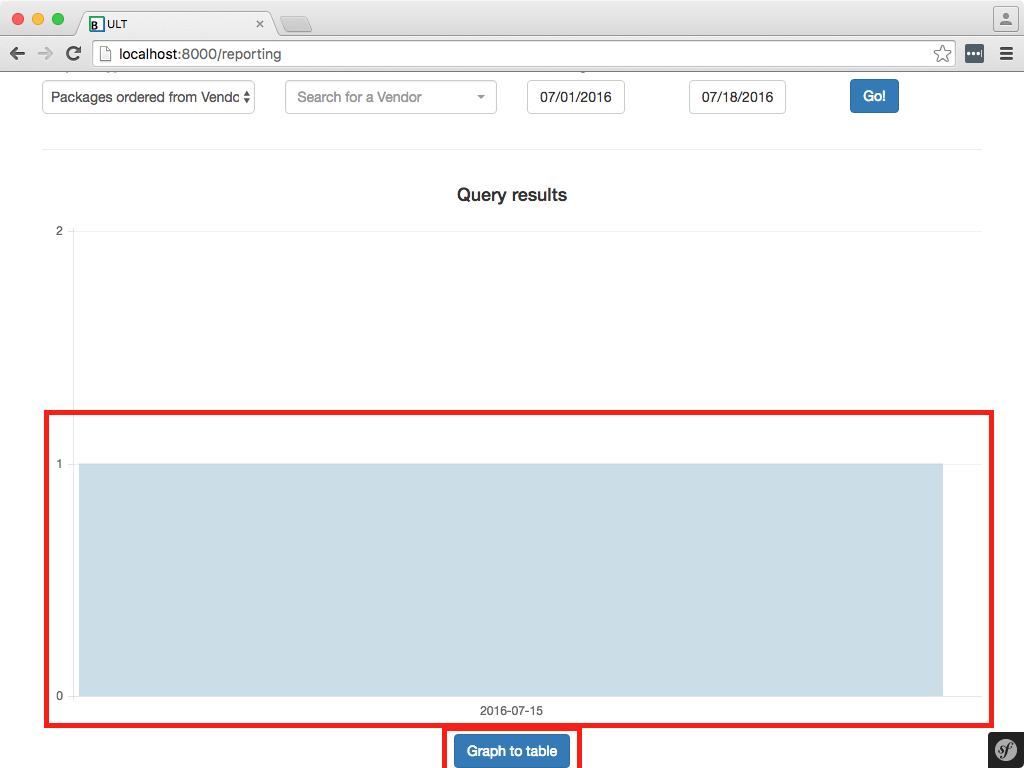 B ULT
localhost:8000/reporting
Packages ordered from Vendo
Search for a Vendor
07/01/2016
07/18/2016
Go!
Query results
2
1
0
2016-07-15
Graph to table
sf